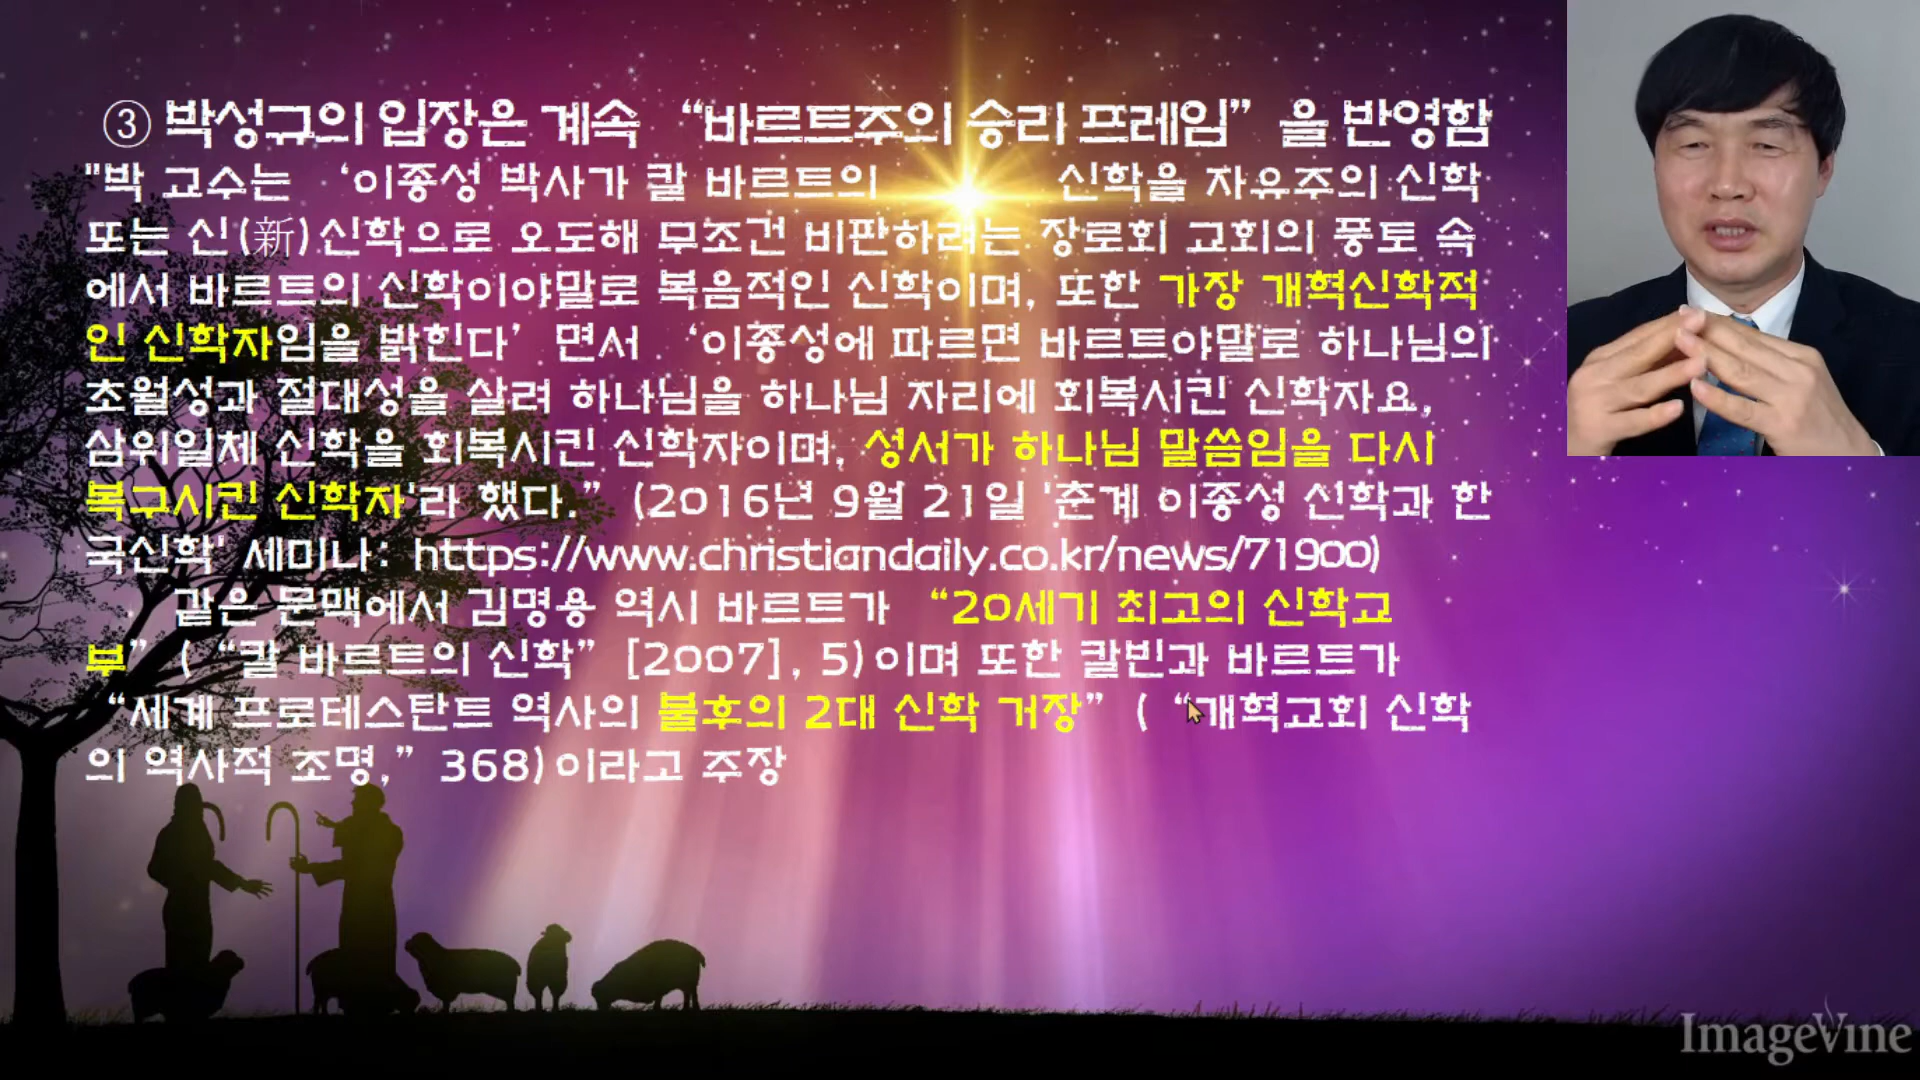 ③ 박성규의 입장은 계속 “바르트주의 승리 프레임” 을 반영함
"박 교수는 ‘이종성 박사가 칼 바르트의 신학을 자유주의 신학
또는 신(新)신학으로 오도해 무조건 비판하려는 장로회 교회의 풍토 속
에서 바르트의 신학이야말로 복음적인 신학이며, 또한 가장 개혁신학적
인 신학자임을 밝힌다’ 면서 . ‘이종성에 따르면 바르트야말로 하나님의
초월성과 절대성을 살려 하나님을 하나님 자리에 회복시킨 신학자요,
삼위일체 신학을 회복시킨 신학자이며, 성서가 하나님 말씀임을 다시
복구시킨 신학자'라 했다.” (2016년 9월 21일 '춘계 이종성 신학과 한
국신학' 세미나: https://www.christiandaily.co.kr/news/71900)
같은 문맥에서 김명용 역시 바르트가 “20세기 최고의 신학교
부” (“칼 바르트의 신학” [2007], 5)이며 또한 칼빈과 바르트가
“세계 프로테스탄트 역사의 불후의 2대 신학 거장” (“개혁교회 신학
의 역사적 조명,” 368)이라고 주장
ImageVine